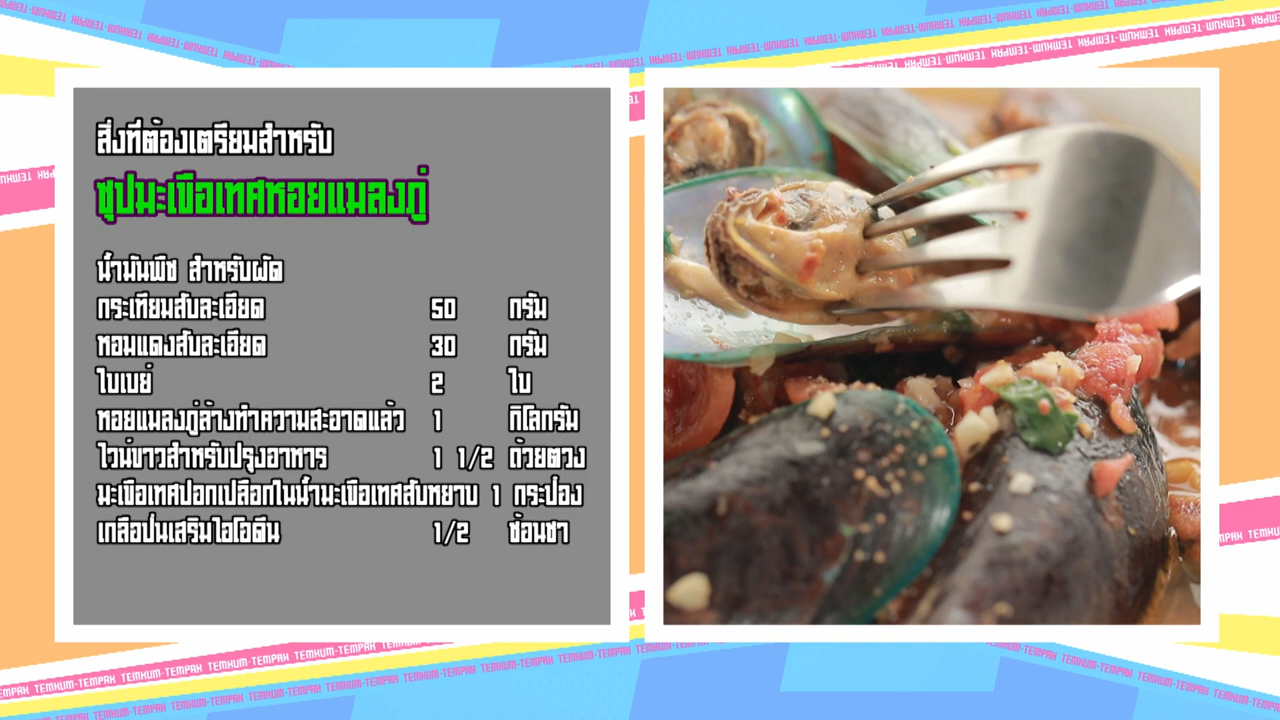 สิ่งที่ต้องเตรียมสำหรับ
ซุปมะเขือเทศหอยแมลงภู่
น้ำมันพืช สำหรับผัด
กระเทียมสับละเอียด 50 กรัม
หอมแดงสับละเอียด 30 กรัม
ใบเบย์ 2 ใบ
หอยแมลงภู่ล้างทำความสะอาดแล้ว 1 กิโลกรัม
ไวน์ขาวสำหรับปรุงอาหาร 1 1/2 ถ้วยตวง
มะเขือเทศปอกเปลือกในน้ำมะเขือเทศสับหยาบ 1 กระป๋อง
เกลือป่นเสริมไอโอดีน 1/2 ช้อนชา
TEMKUM-TEMPAK TEMKUM-TEMPAK TEMKUM-TEMPAK